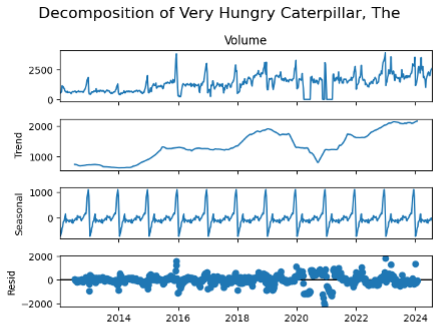 Decomposition of Very Hungry Caterpillar, The
Volume
2500
0
Trend
2000
1000
Seasonal
1000
0
Resid
2000
0
−2000
2014 2016 2018 2020 2022 2024